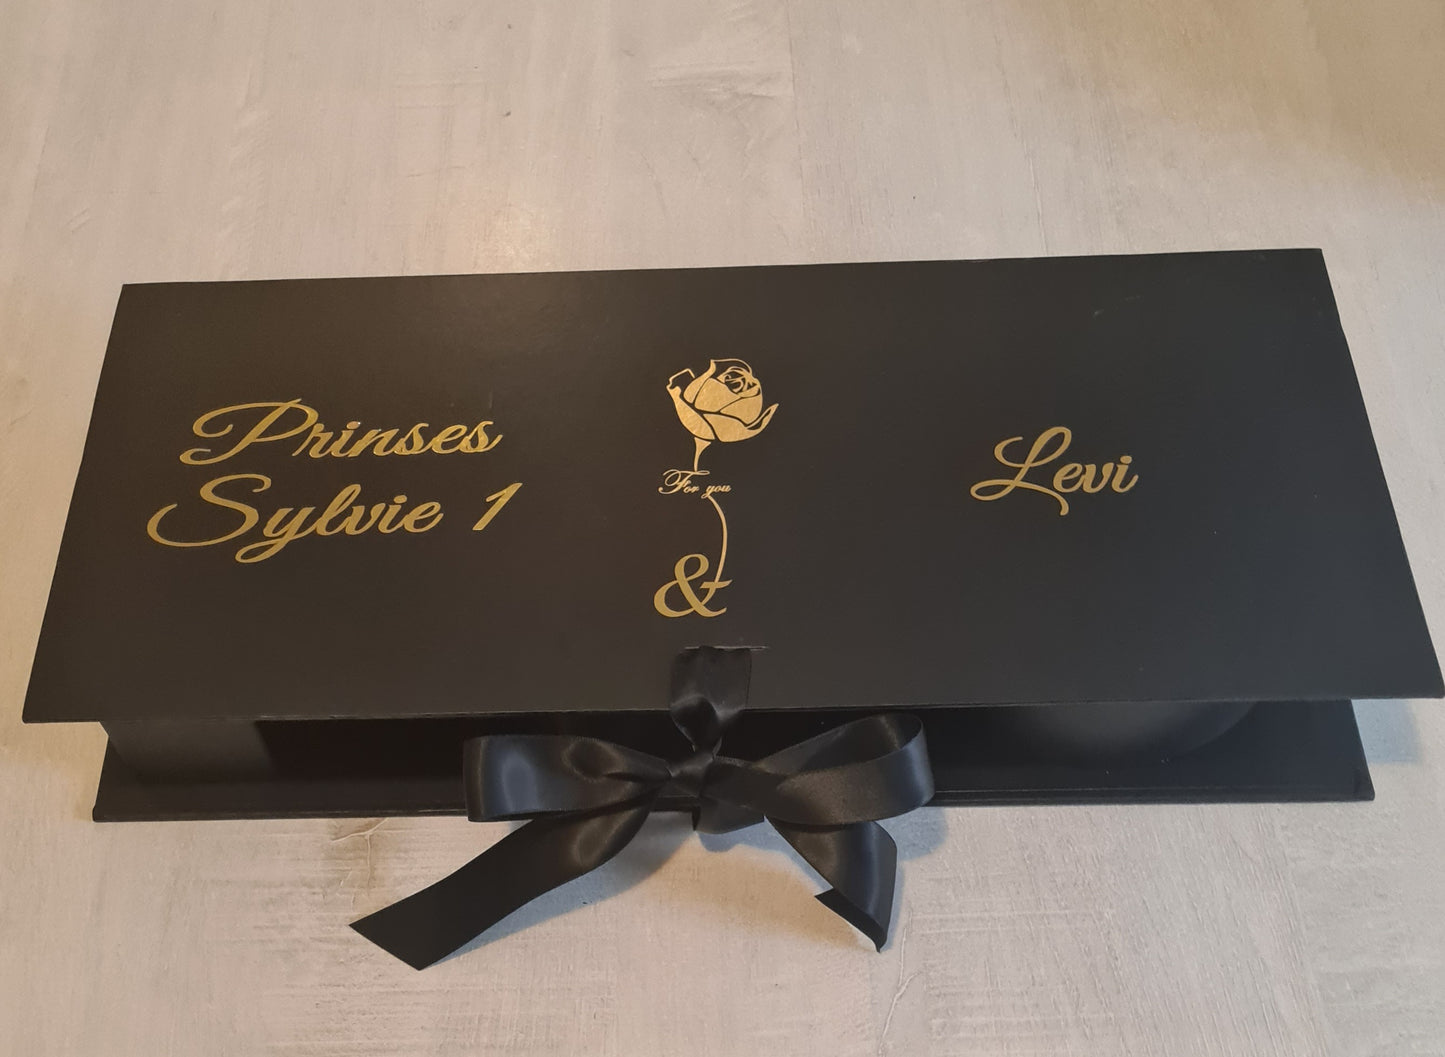 Prinses
Sylvie 1
For you
&
Levi